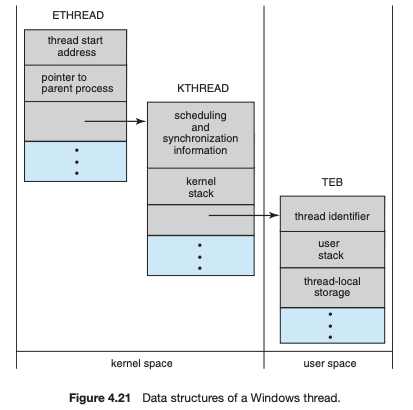 ETHREAD
thread start
address
pointer to
parent process
KTHREAD
scheduling
and
synchronization
information
kernel
stack
TEB
thread identifier
user
stack
thread-local
storage
kernel space
user space
Figure 4.21 Data structures of a Windows thread.